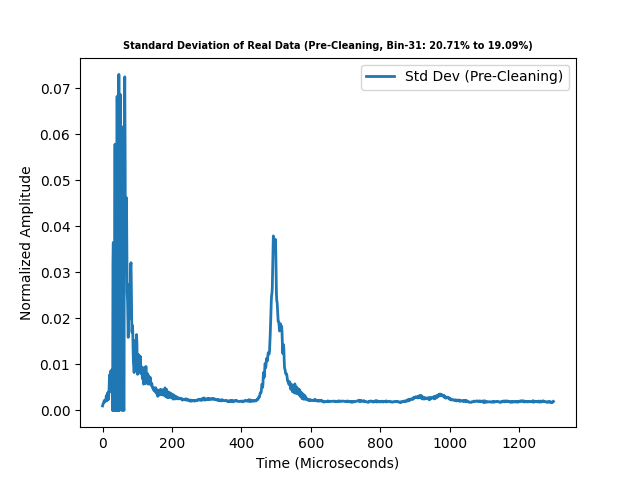 Standard Deviation of Real Data (Pre-Cleaning, Bin-31: 20.71% to 19.09%)
Std Dev (Pre-Cleaning)
Normalized Amplitude
0.07
0.06
0.05
0.04
0.03
0.02
0.01
0.00
0 200 400 600 800 1000 1200
Time (Microseconds)